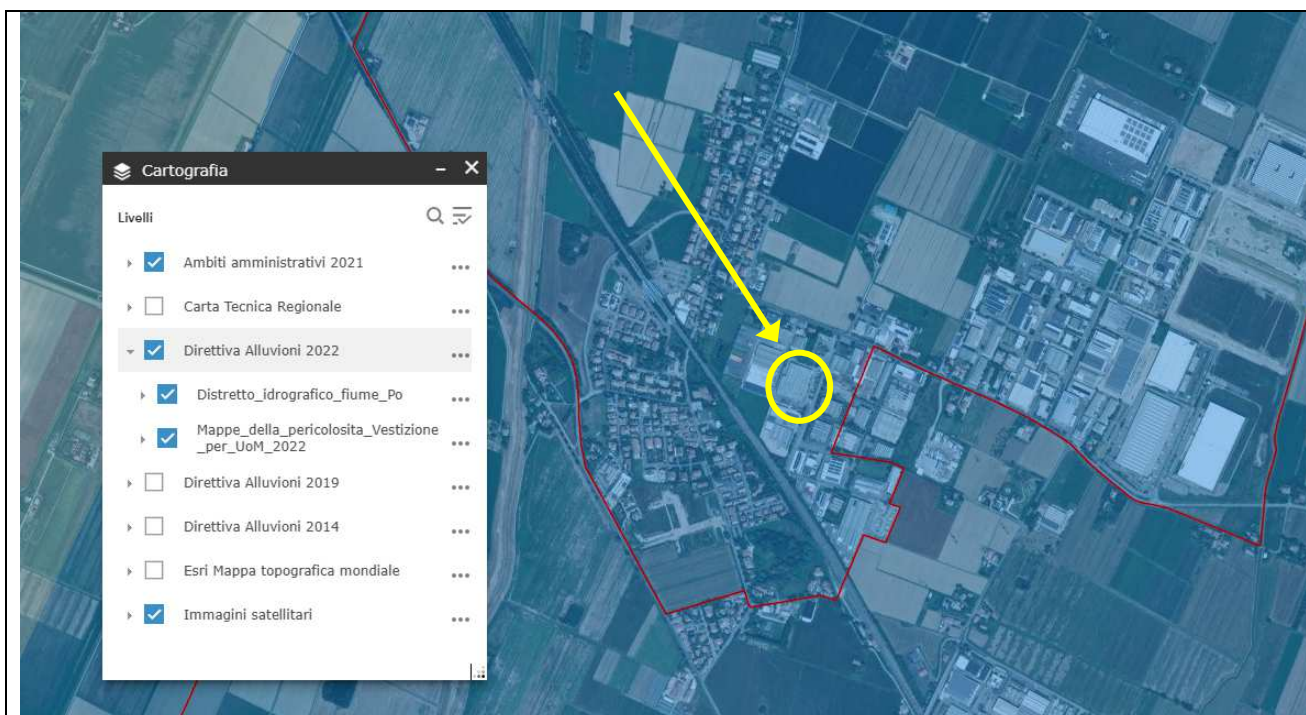 Cartografia
Livelli
Ambiti amministrativi 2021
Carta Tecnica Regionale
Direttiva Alluvioni 2022
Distretto_idrografico_fiume_Po
Mappe_della_pericolosita_Vestizione
_per_UoM_2022
Direttiva Alluvioni 2019
Direttiva Alluvioni 2014
Esri Mappa topografica mondiale
Immagini satellitari